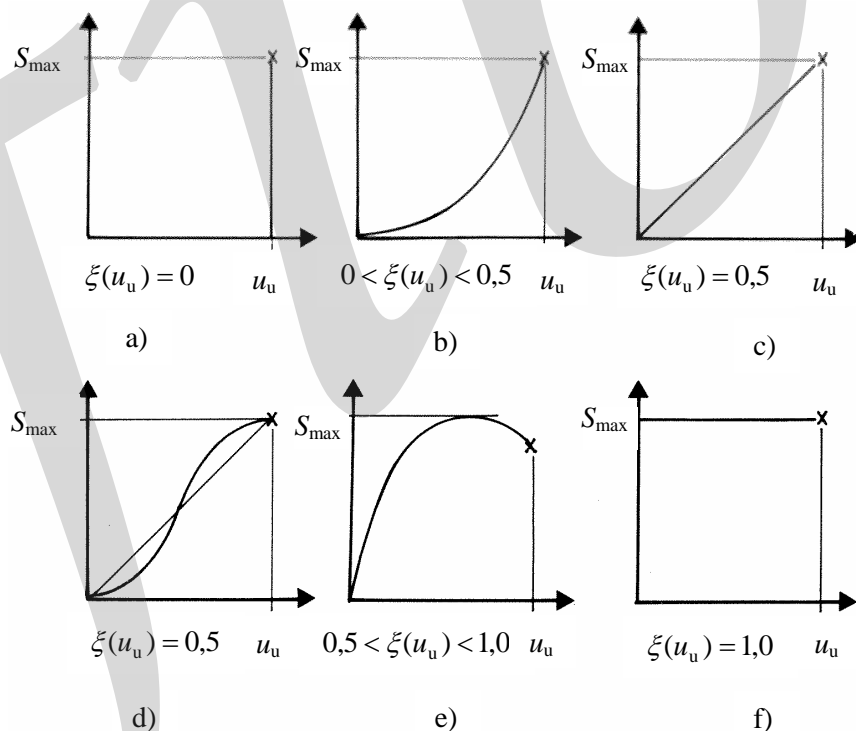 S_max S_max S_max
ξ(u_u) = 0 u_u 0 < ξ(u_u) < 0,5 u_u ξ(u_u) = 0,5 u_u
a) b) c)
S_max S_max S_max
ξ(u_u) = 0,5 u_u 0,5 < ξ(u_u) < 1,0 u_u ξ(u_u) = 1,0 u_u
d) e) f)